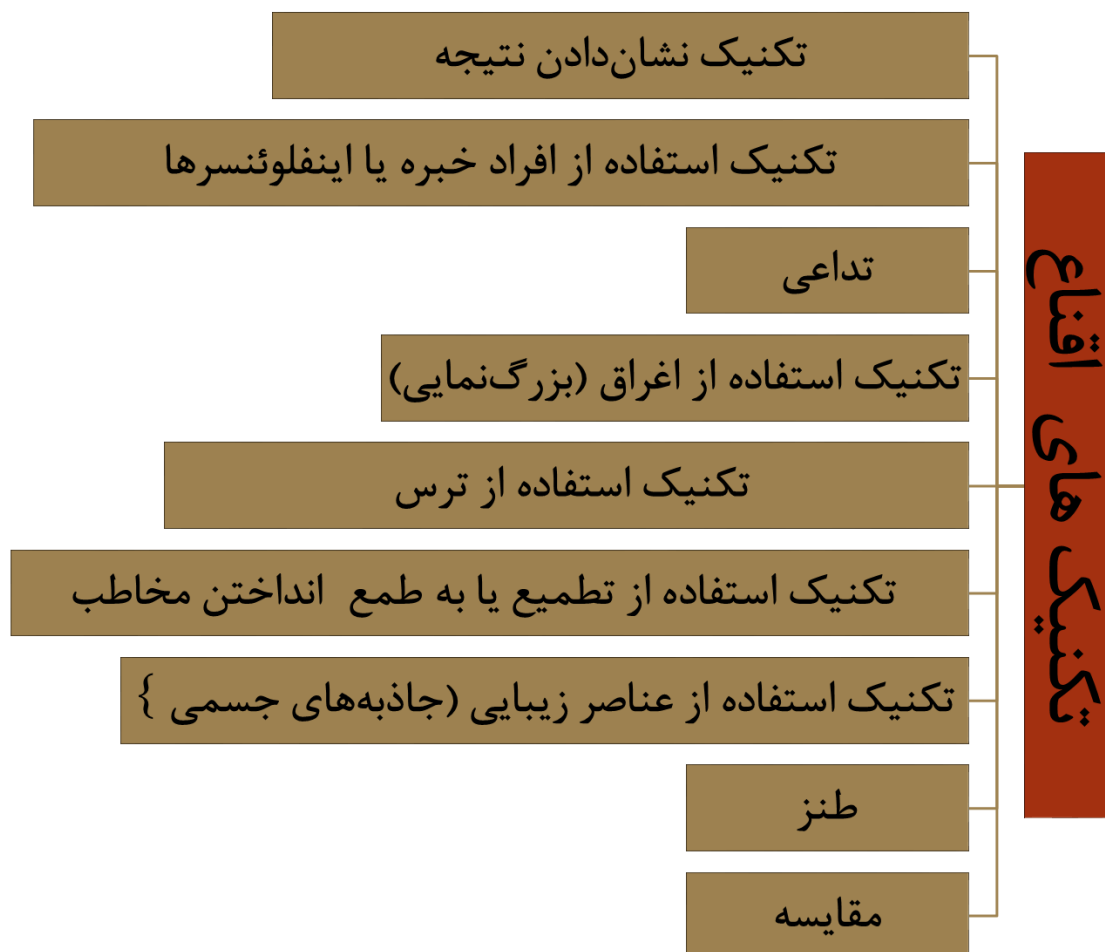 تکنیک های اقناع
تکنیک نشان‌دادن نتیجه
تکنیک استفاده از افراد خبره یا اینفلوئنسرها
تداعی
تکنیک استفاده از اغراق (بزرگ‌نمایی)
تکنیک استفاده از ترس
تکنیک استفاده از تطمیع یا به طمع انداختن مخاطب
تکنیک استفاده از عناصر زیبایی (جاذبه‌های جسمی }
طنز
مقایسه